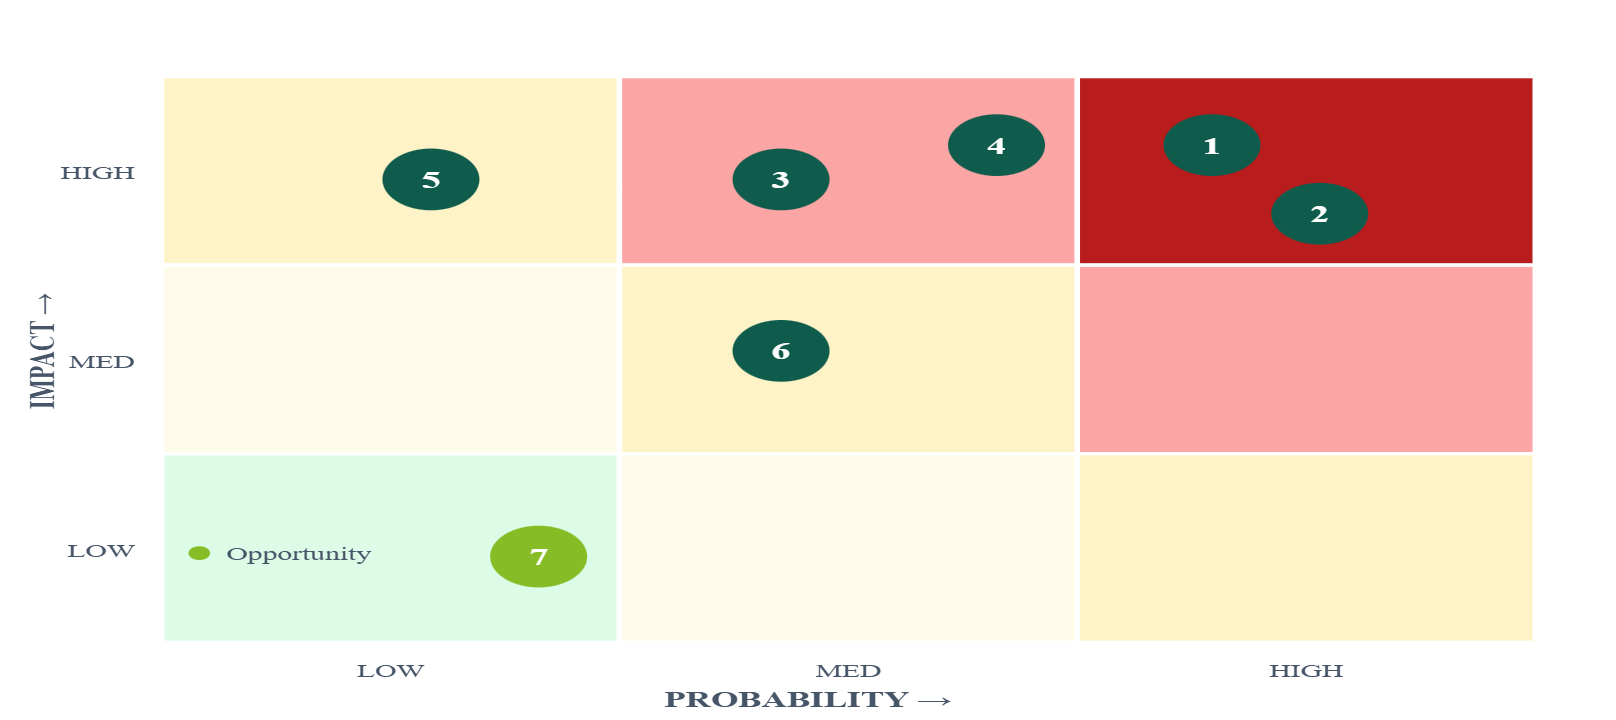 4
1
HIGH
5
3
2
IMPACT →
MED
6
LOW
Opportunity
7
LOW
MED
HIGH
PROBABILITY →